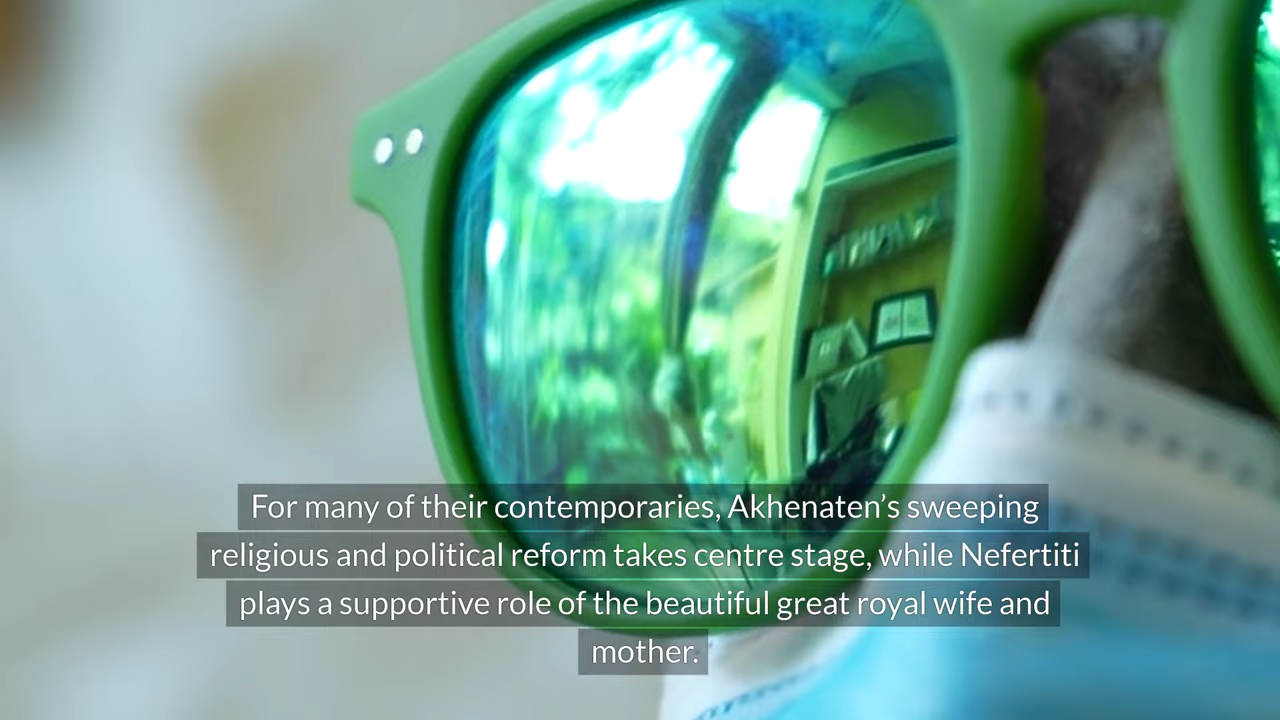 For many of their contemporaries, Akhenaten’s sweeping
religious and political reform takes centre stage, while Nefertiti
plays a supportive role of the beautiful great royal wife and
mother.